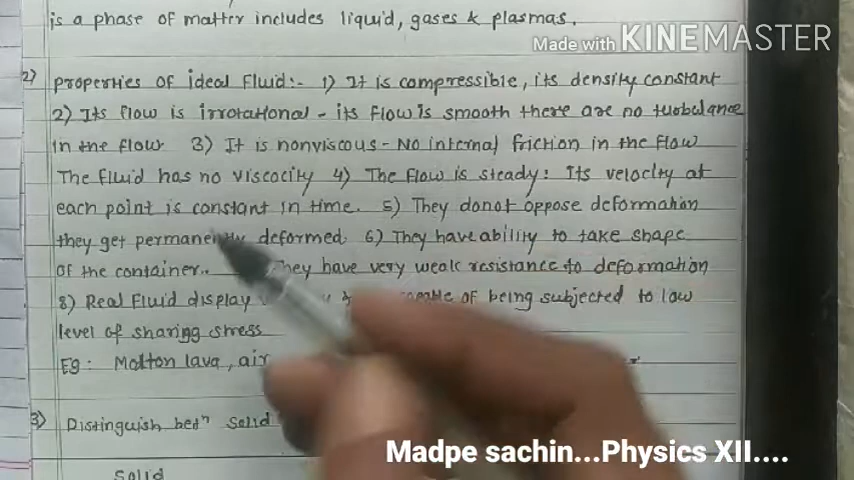 is a phase of matter includes liquid, gases & plasmas.
Made with KINEMASTER
2) properties of ideal Fluid:- 1) It is compressible, its density constant
2) Its flow is irrotational - its flow is smooth there are no turbulance
in the flow. 3) It is nonviscous - No internal friction in the flow
The fluid has no viscocity 4) The flow is steady: Its velocity at
each point is constant in time. 5) They donot oppose deformation
they get permanently deformed. 6) They have ability to take shape
of the container. They have very weak resistance to deformation
8) Real Fluid display of being subjected to low
level of sharing stress
Eg: Molton lava, air
3) Distinguish betn solid
Solid
Madpe sachin...Physics XII....